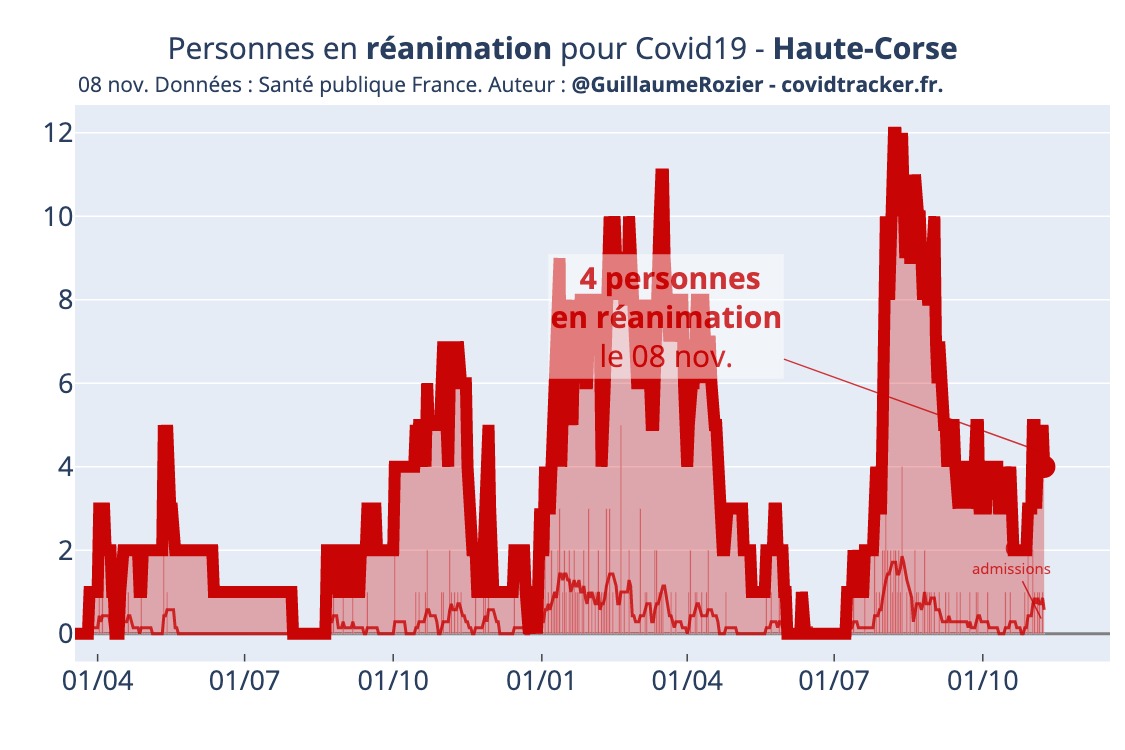 Personnes en réanimation pour Covid19 - Haute-Corse
08 nov. Données : Santé publique France. Auteur : @GuillaumeRozier - covidtracker.fr.
12
10
8
6
4
2
0
4 personnes
en réanimation
le 08 nov.
admissions
01/04 01/07 01/10 01/01 01/04 01/07 01/10